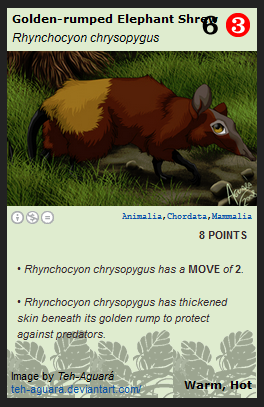 Golden-rumped Elephant Shrew 6 3
Rhynchocyon chrysopygus
Animalia,Chordata,Mammalia
8 POINTS
• Rhynchocyon chrysopygus has a MOVE of 2.
• Rhynchocyon chrysopygus has thickened
skin beneath its golden rump to protect
against predators.
Image by Teh-Aguará
teh-aguara.deviantart.com/
Warm, Hot